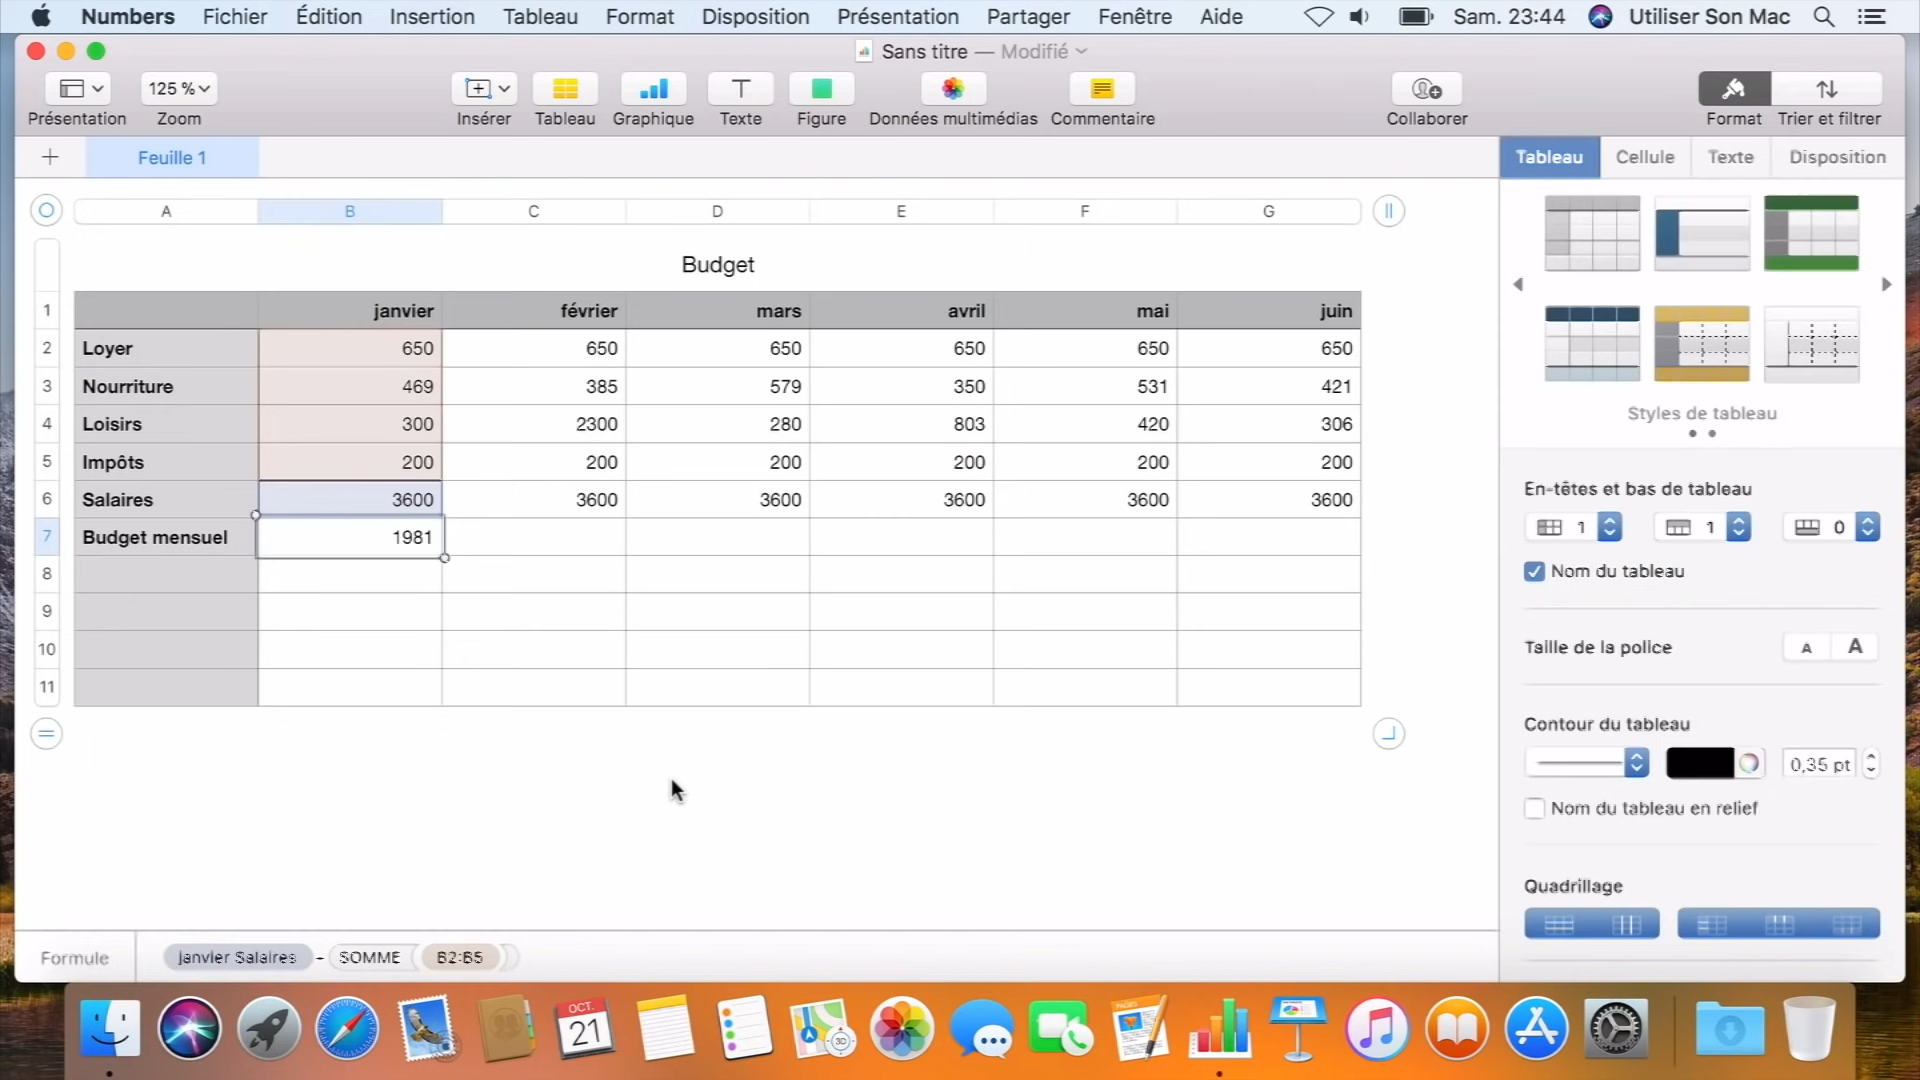 Numbers Fichier Édition Insertion Tableau Format Disposition Présentation Partager Fenêtre Aide Sam. 23:44 Utiliser Son Mac
Sans titre — Modifié
125 %
T
Présentation Zoom Insérer Tableau Graphique Texte Figure Données multimédias Commentaire Collaborer Format Trier et filtrer
+ Feuille 1 Tableau Cellule Texte Disposition
A B C D E F G
Budget
1 janvier février mars avril mai juin
2 Loyer 650 650 650 650 650 650
3 Nourriture 469 385 579 350 531 421
4 Loisirs 300 2300 280 803 420 306
5 Impôts 200 200 200 200 200 200
6 Salaires 3600 3600 3600 3600 3600 3600
7 Budget mensuel 1981
8
9
10
11
Styles de tableau
En-têtes et bas de tableau
1 1 0
Nom du tableau
Taille de la police A A
Contour du tableau
0,35 pt
Nom du tableau en relief
Quadrillage
Formule janvier Salaires - SOMME ( B2:B5 )
OCT.
21
PAGES
3D